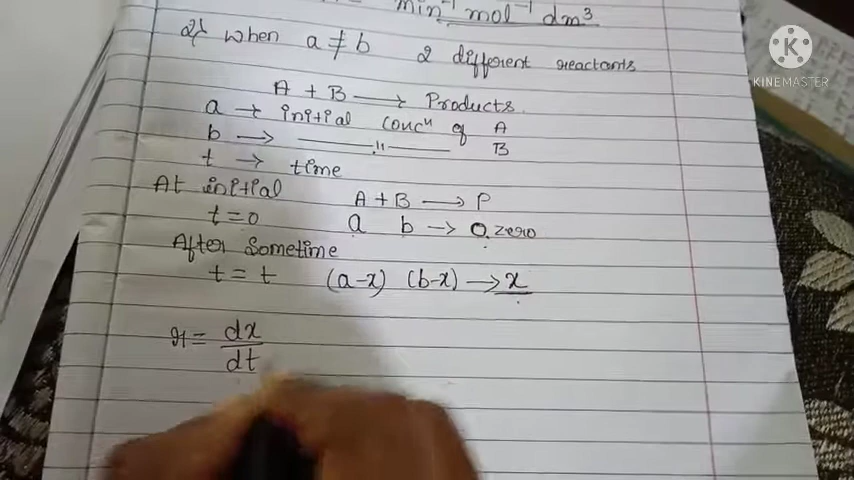 min⁻¹ mol⁻¹ dm³
2) when a ≠ b 2 different reactants
A + B → Products
a → initial concⁿ of A
b → —〃— B
t → time
At initial A + B → P
t = 0 a b → 0 zero
After Sometime
t = t (a-x) (b-x) → x
r = dx/dt
KINEMASTER